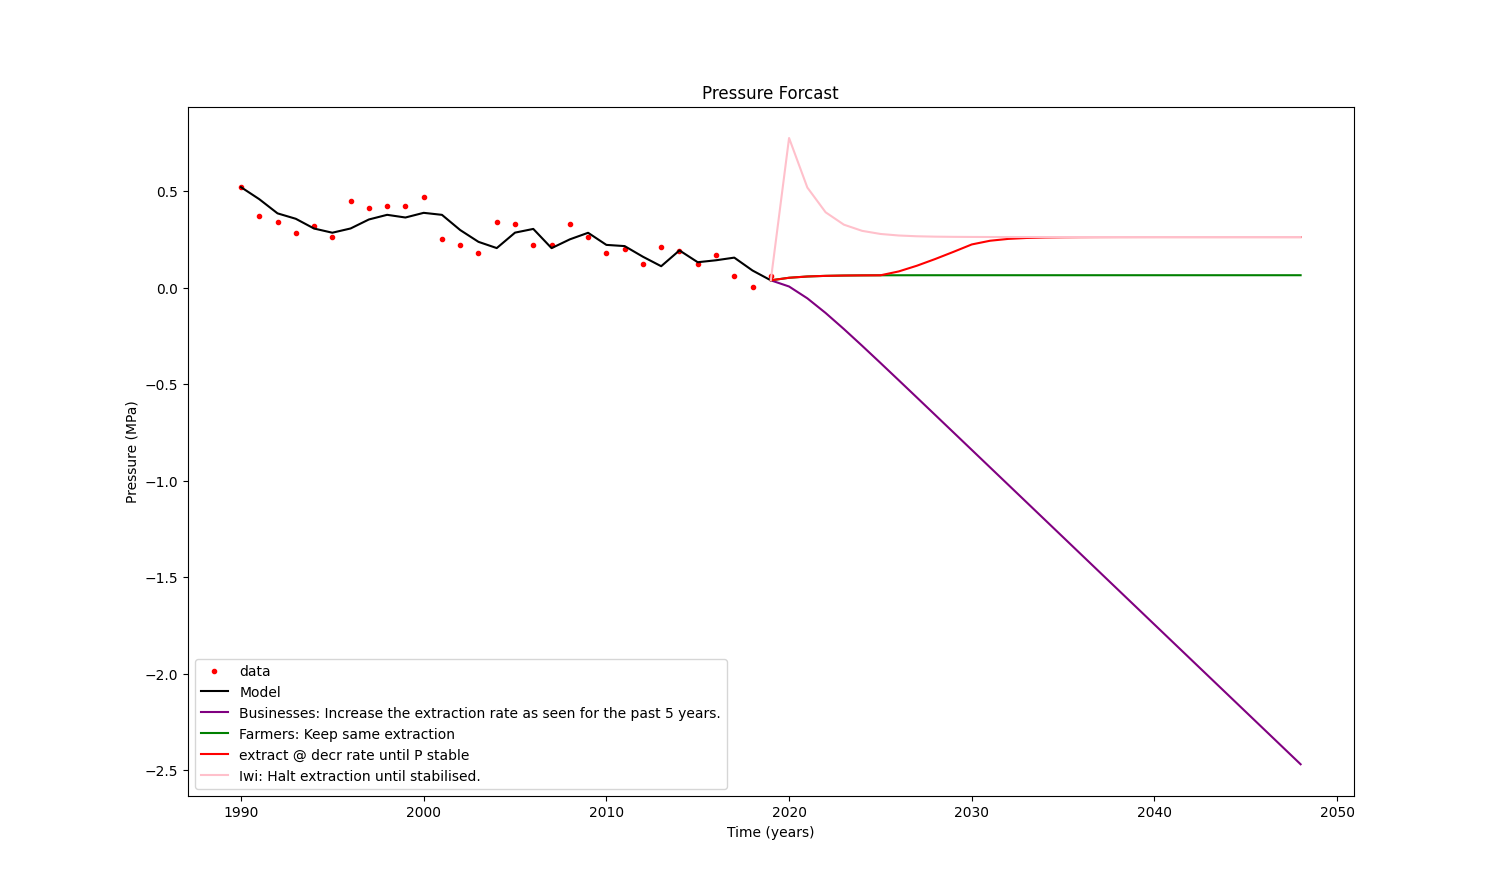 Pressure Forcast
Pressure (MPa)
0.5
0.0
−0.5
−1.0
−1.5
−2.0
−2.5
data
Model
Businesses: Increase the extraction rate as seen for the past 5 years.
Farmers: Keep same extraction
extract @ decr rate until P stable
Iwi: Halt extraction until stabilised.
1990 2000 2010 2020 2030 2040 2050
Time (years)